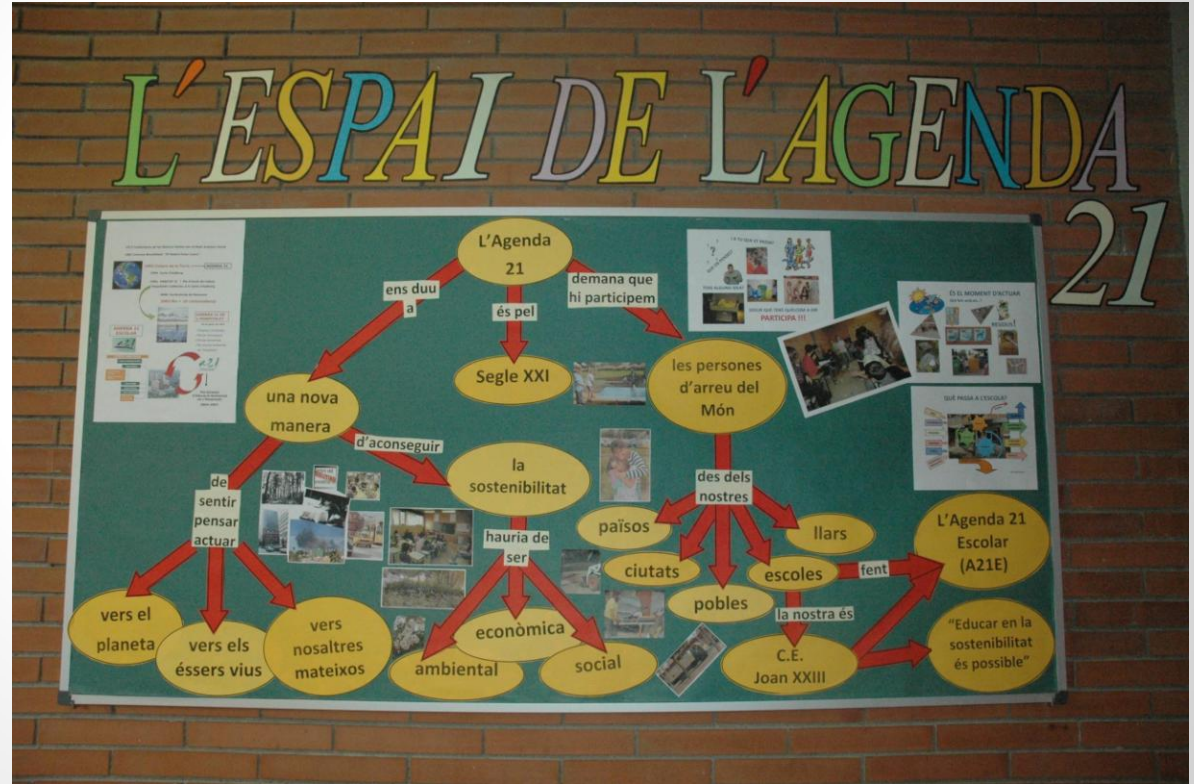 L'ESPAI DE L'AGENDA
21
L'Agenda
21
ens duu
a
és pel
demana que
hi participem
una nova
manera
Segle XXI
les persones
d'arreu del
Món
de
sentir
pensar
actuar
vers el
planeta
vers els
éssers vius
vers
nosaltres
mateixos
d'aconseguir
la
sostenibilitat
hauria de
ser
ambiental
econòmica
social
des dels
nostres
països
ciutats
pobles
escoles
llars
fent
L'Agenda 21
Escolar
(A21E)
la nostra és
C.E.
Joan XXIII
"Educar en la
sostenibilitat
és possible"
PARTICIPA !!!
ÉS EL MOMENT D'ACTUAR
QUÈ PASSA A L'ESCOLA?